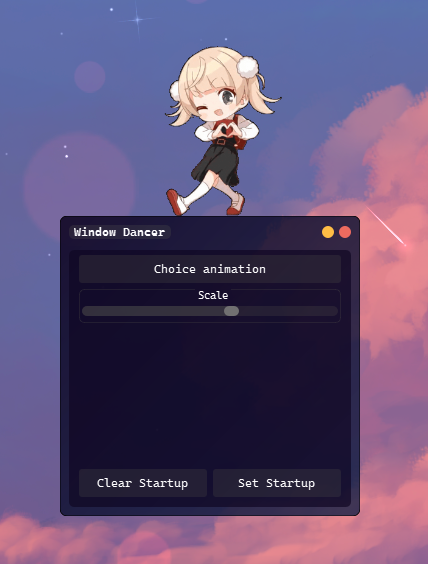 Window Dancer
Choice animation
Scale
Clear Startup
Set Startup